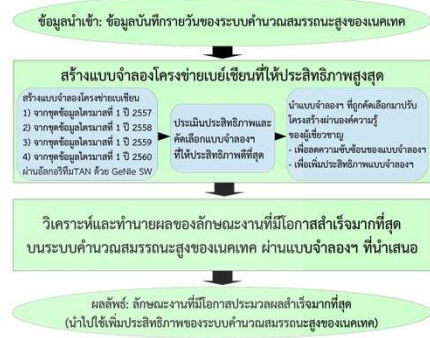 ข้อมูลนำเข้า: ข้อมูลบันทึกรายวันของระบบคำนวณสมรรถนะสูงของเนคเทค
สร้างแบบจำลองโครงข่ายเบย์เชียนที่ให้ประสิทธิภาพสูงสุด
สร้างแบบจำลองโครงข่ายเบเชียน
1) จากชุดข้อมูลไตรมาสที่ 1 ปี 2557
2) จากชุดข้อมูลไตรมาสที่ 1 ปี 2558
3) จากชุดข้อมูลไตรมาสที่ 1 ปี 2559
4) จากชุดข้อมูลไตรมาสที่ 1 ปี 2560
ผ่านอัลกอริทึมTAN ด้วย GeNIe SW
ประเมินประสิทธิภาพและ
คัดเลือกแบบจำลองฯ
ที่ให้ประสิทธิภาพดีที่สุด
นำแบบจำลองฯ ที่ถูกคัดเลือกมาปรับ
โครงสร้างผ่านองค์ความรู้
ของผู้เชี่ยวชาญ
- เพื่อลดความซับซ้อนของแบบจำลองฯ
- เพื่อเพิ่มประสิทธิภาพแบบจำลองฯ
วิเคราะห์และทำนายผลของลักษณะงานที่มีโอกาสสำเร็จมากที่สุด
บนระบบคำนวณสมรรถนะสูงของเนคเทค ผ่านแบบจำลองฯ ที่นำเสนอ
ผลลัพธ์: ลักษณะงานที่มีโอกาสประมวลผลสำเร็จมากที่สุด
(นำไปใช้เพิ่มประสิทธิภาพของระบบคำนวณสมรรถนะสูงของเนคเทค)